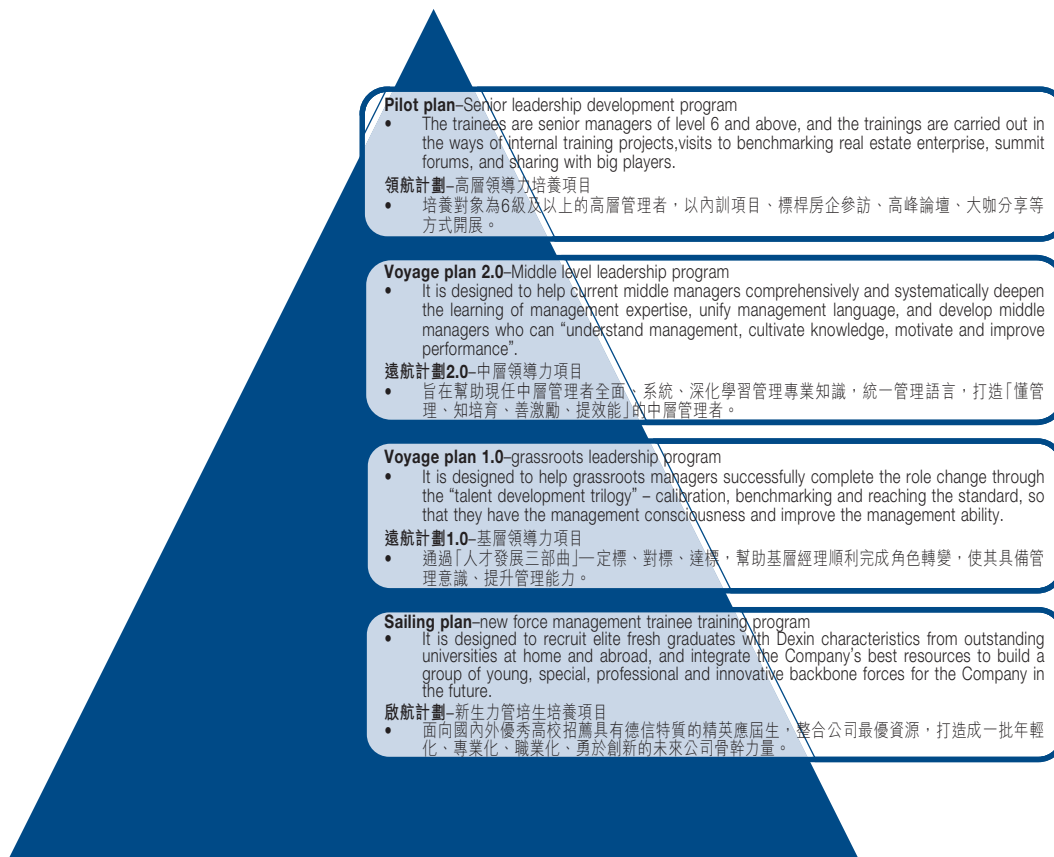 Pilot plan–Senior leadership development program
• The trainees are senior managers of level 6 and above, and the trainings are carried out in
the ways of internal training projects,visits to benchmarking real estate enterprise, summit
forums, and sharing with big players.
領航計劃–高層領導力培養項目
• 培養對象為6級及以上的高層管理者，以內訓項目、標桿房企參訪、高峰論壇、大咖分享等
方式開展。
Voyage plan 2.0–Middle level leadership program
• It is designed to help current middle managers comprehensively and systematically deepen
the learning of management expertise, unify management language, and develop middle
managers who can “understand management, cultivate knowledge, motivate and improve
performance”.
遠航計劃2.0–中層領導力項目
• 旨在幫助現任中層管理者全面、系統、深化學習管理專業知識，統一管理語言，打造「懂管
理、知培育、善激勵、提效能」的中層管理者。
Voyage plan 1.0–grassroots leadership program
• It is designed to help grassroots managers successfully complete the role change through
the “talent development trilogy” – calibration, benchmarking and reaching the standard, so
that they have the management consciousness and improve the management ability.
遠航計劃1.0–基層領導力項目
• 通過「人才發展三部曲」一定標、對標、達標，幫助基層經理順利完成角色轉變，使其具備管
理意識、提升管理能力。
Sailing plan–new force management trainee training program
• It is designed to recruit elite fresh graduates with Dexin characteristics from outstanding
universities at home and abroad, and integrate the Company’s best resources to build a
group of young, special, professional and innovative backbone forces for the Company in
the future.
啟航計劃–新生力管培生培養項目
• 面向國內外優秀高校招薦具有德信特質的精英應屆生，整合公司最優資源，打造成一批年輕
化、專業化、職業化、勇於創新的未來公司骨幹力量。